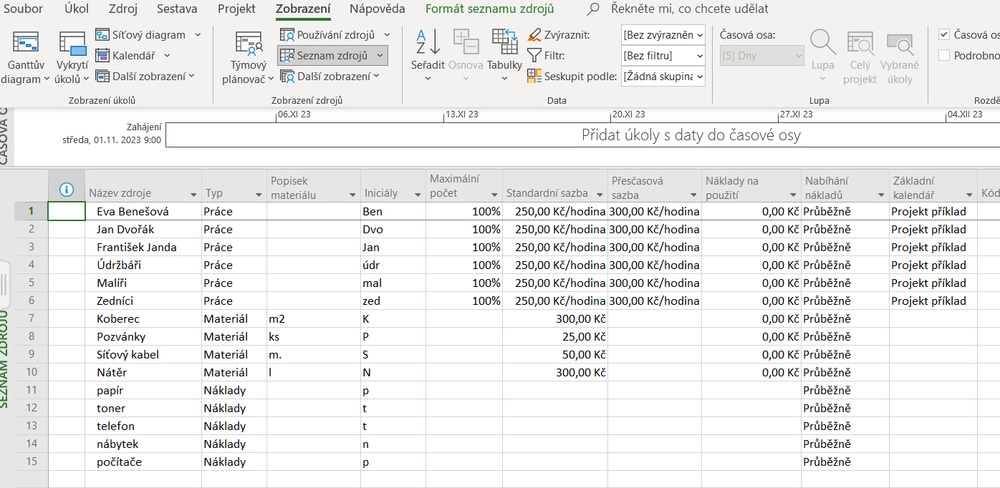 Soubor Úkol Zdroj Sestava Projekt Zobrazení Nápověda Formát seznamu zdrojů Řekněte mi, co chcete udělat
Ganttův diagram
Vykrytí úkolů
Síťový diagram
Kalendář
Další zobrazení
Zobrazení úkolů
Týmový plánovač
Používání zdrojů
Seznam zdrojů
Další zobrazení
Zobrazení zdrojů
Seřadit
Osnova
Tabulky
Zvýraznit: [Bez zvýrazněn
Filtr: [Bez filtru]
Seskupit podle: [Žádná skupina
Data
Časová osa:
[5] Dny
Lupa
Celý projekt
Vybrané úkoly
Lupa
Časová os
Podrobno
Rozdě
ČASOVÁ O
06.XI 23 13.XI 23 20.XI 23 27.XI 23 04.XII 23
Zahájení
středa, 01.11. 2023 9:00
Přidat úkoly s daty do časové osy
SEZNAM ZDROJŮ
Název zdroje Typ Popisek materiálu Iniciály Maximální počet Standardní sazba Přesčasová sazba Náklady na použití Nabíhání nákladů Základní kalendář Kód
1 Eva Benešová Práce Ben 100% 250,00 Kč/hodina 300,00 Kč/hodina 0,00 Kč Průběžně Projekt příklad
2 Jan Dvořák Práce Dvo 100% 250,00 Kč/hodina 300,00 Kč/hodina 0,00 Kč Průběžně Projekt příklad
3 František Janda Práce Jan 100% 250,00 Kč/hodina 300,00 Kč/hodina 0,00 Kč Průběžně Projekt příklad
4 Údržbáři Práce údr 100% 250,00 Kč/hodina 300,00 Kč/hodina 0,00 Kč Průběžně Projekt příklad
5 Malíři Práce mal 100% 250,00 Kč/hodina 300,00 Kč/hodina 0,00 Kč Průběžně Projekt příklad
6 Zedníci Práce zed 100% 250,00 Kč/hodina 300,00 Kč/hodina 0,00 Kč Průběžně Projekt příklad
7 Koberec Materiál m2 K 300,00 Kč 0,00 Kč Průběžně
8 Pozvánky Materiál ks P 25,00 Kč 0,00 Kč Průběžně
9 Síťový kabel Materiál m. S 50,00 Kč 0,00 Kč Průběžně
10 Nátěr Materiál l N 300,00 Kč 0,00 Kč Průběžně
11 papír Náklady p Průběžně
12 toner Náklady t Průběžně
13 telefon Náklady t Průběžně
14 nábytek Náklady n Průběžně
15 počítače Náklady p Průběžně